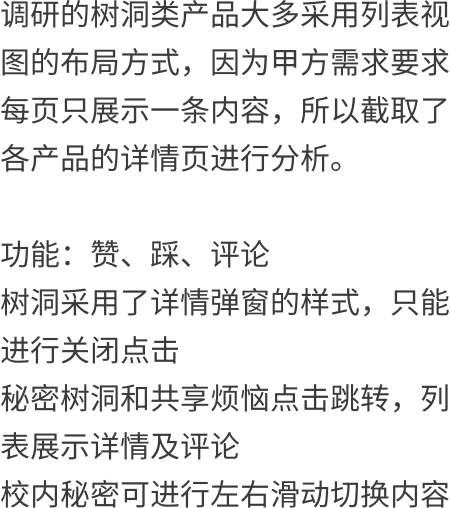 调研的树洞类产品大多采用列表视
图的布局方式，因为甲方需求要求
每页只展示一条内容，所以截取了
各产品的详情页进行分析。
功能：赞、踩、评论
树洞采用了详情弹窗的样式，只能
进行关闭点击
秘密树洞和共享烦恼点击跳转，列
表展示详情及评论
校内秘密可进行左右滑动切换内容